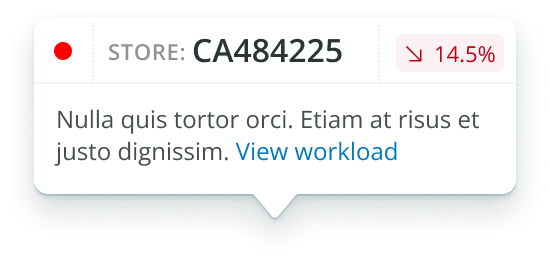 STORE: CA484225 14.5%
Nulla quis tortor orci. Etiam at risus et
justo dignissim. View workload